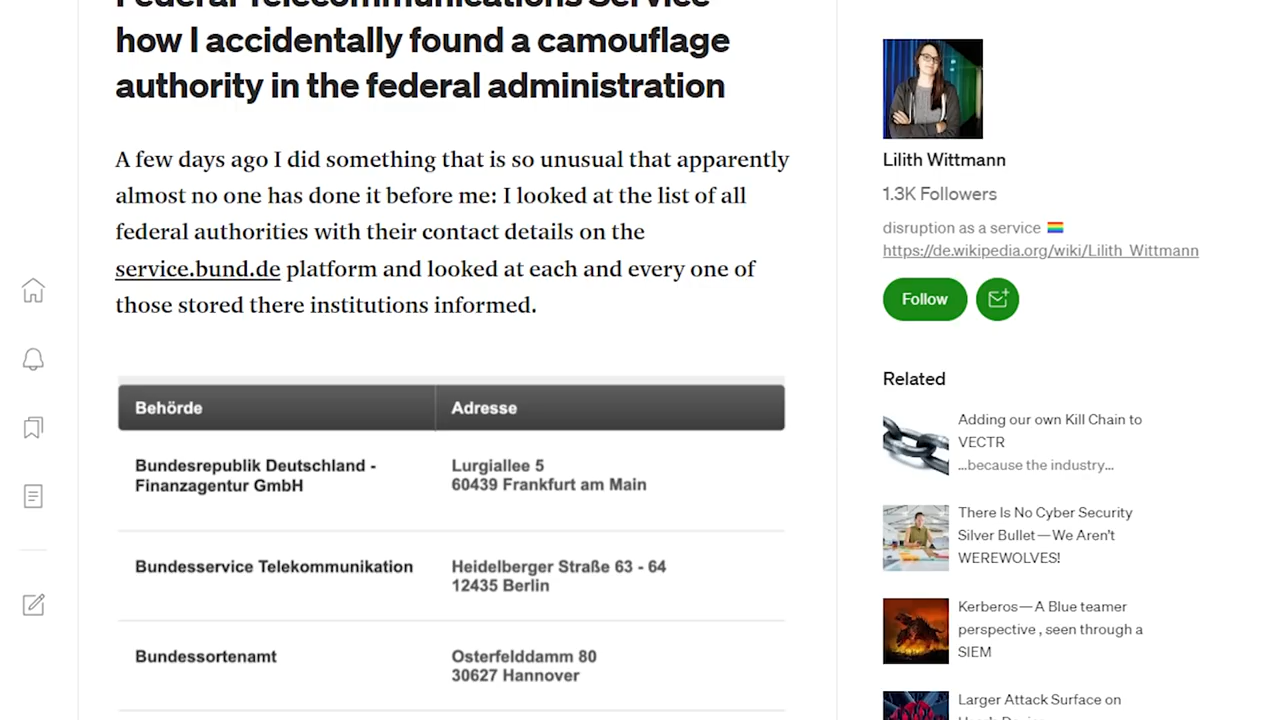 Federal Telecommunications Service
how I accidentally found a camouflage
authority in the federal administration
A few days ago I did something that is so unusual that apparently
almost no one has done it before me: I looked at the list of all
federal authorities with their contact details on the
service.bund.de platform and looked at each and every one of
those stored there institutions informed.
Behörde Adresse
Bundesrepublik Deutschland -
Finanzagentur GmbH
Lurgiallee 5
60439 Frankfurt am Main
Bundesservice Telekommunikation
Heidelberger Straße 63 - 64
12435 Berlin
Bundessortenamt
Osterfelddamm 80
30627 Hannover
Lilith Wittmann
1.3K Followers
disruption as a service
https://de.wikipedia.org/wiki/Lilith_Wittmann
Follow
Related
Adding our own Kill Chain to
VECTR
...because the industry...
There Is No Cyber Security
Silver Bullet — We Aren't
WEREWOLVES!
Kerberos — A Blue teamer
perspective , seen through a
SIEM
Larger Attack Surface on